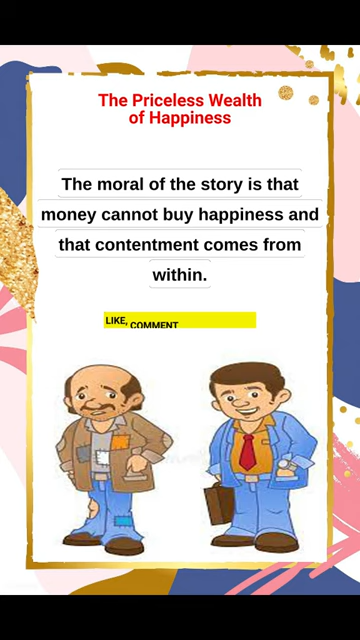 The Priceless Wealth
of Happiness
The moral of the story is that
money cannot buy happiness and
that contentment comes from
within.
LIKE, COMMENT